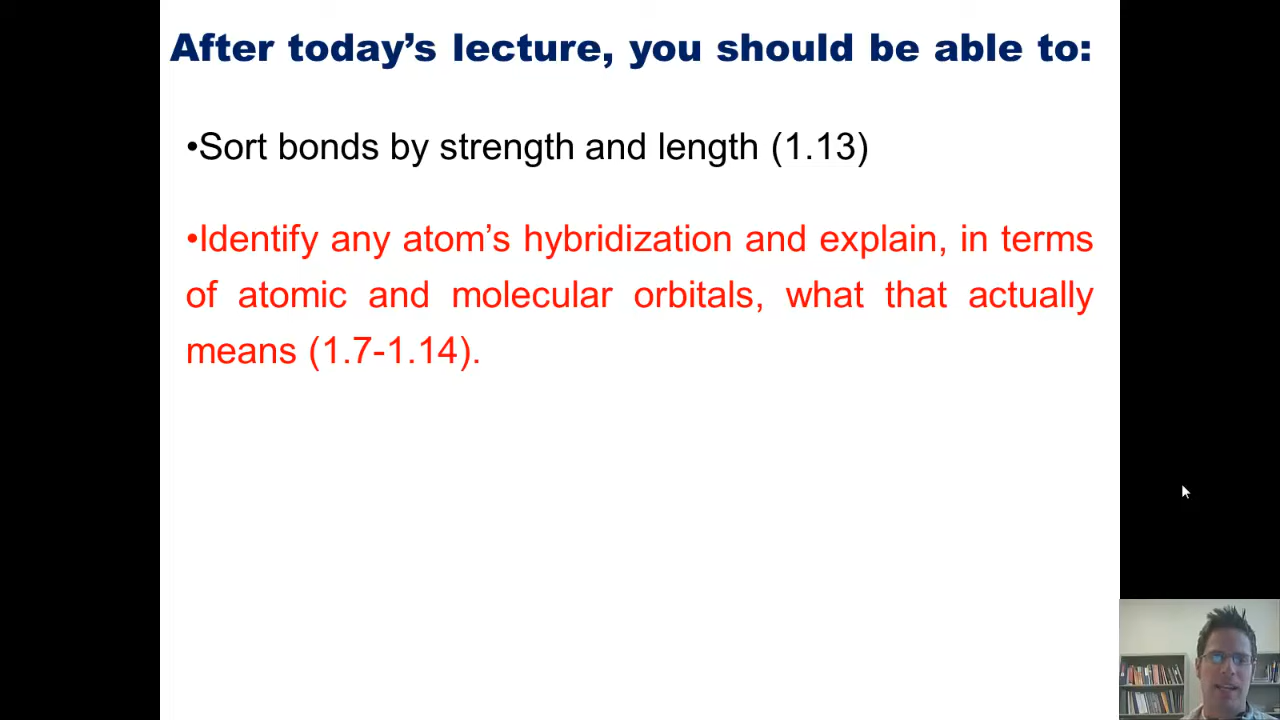 After today’s lecture, you should be able to:
•Sort bonds by strength and length (1.13)
•Identify any atom’s hybridization and explain, in terms
of atomic and molecular orbitals, what that actually
means (1.7-1.14).